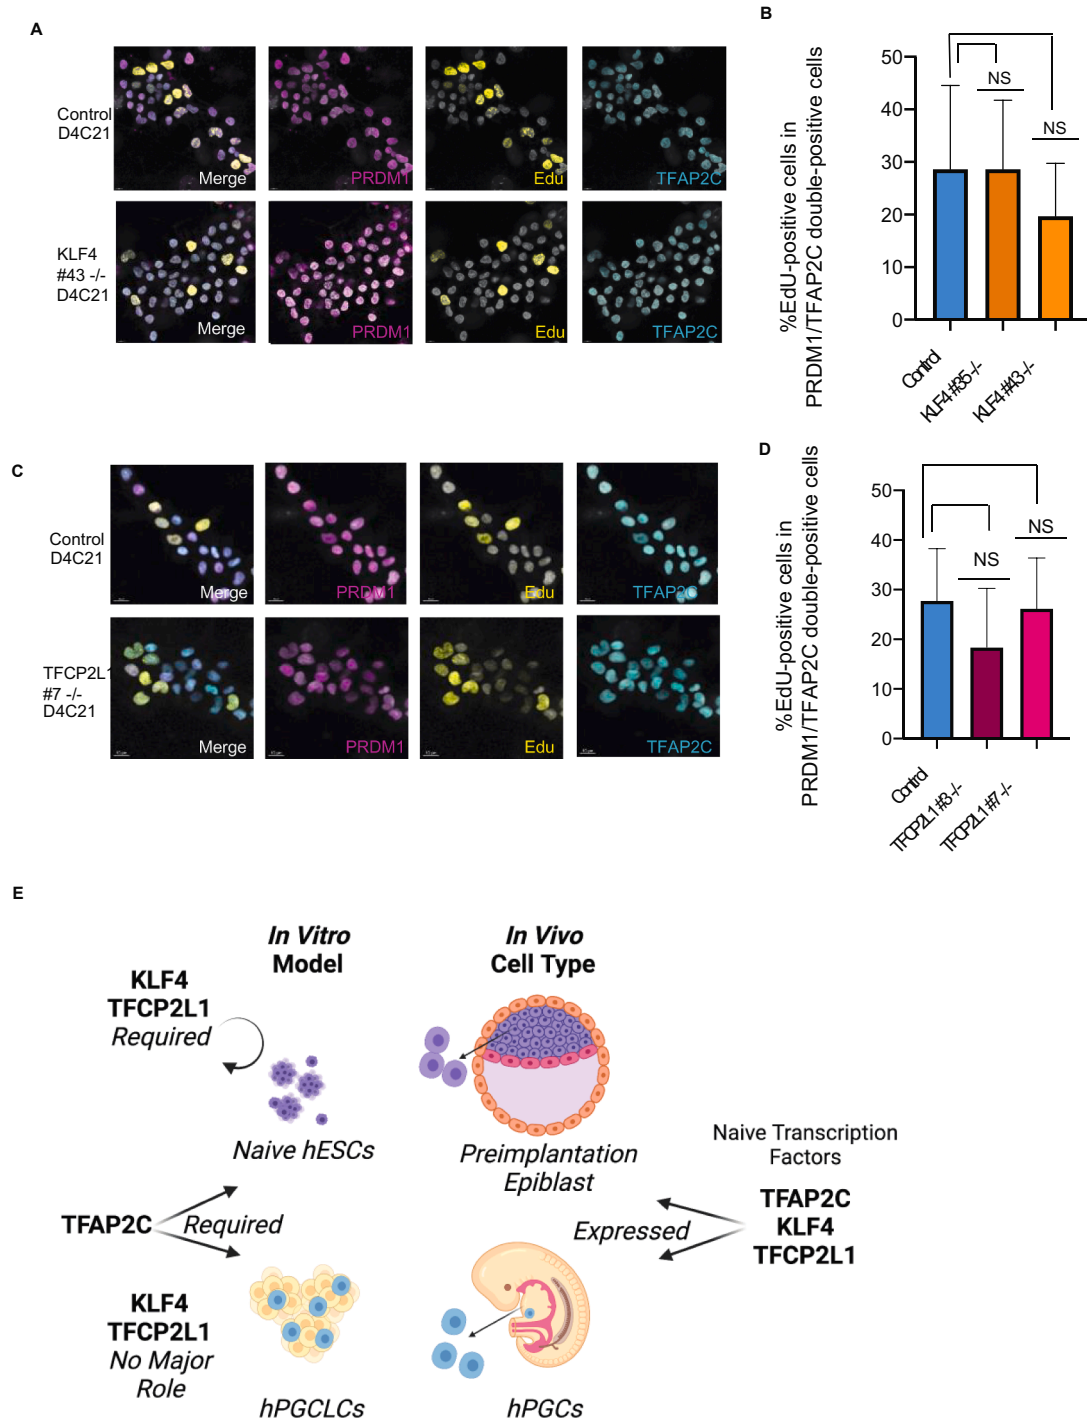 A
Control
D4C21
Merge
PRDM1
Edu
TFAP2C
KLF4
#43 -/-
D4C21
Merge
PRDM1
Edu
TFAP2C
B
%EdU-positive cells in
PRDM1/TFAP2C double-positive cells
50
40
30
20
10
0
NS
NS
Control
KLF4 #35 -/-
KLF4 #43 -/-
C
Control
D4C21
Merge
PRDM1
Edu
TFAP2C
TFCP2L1
#7 -/-
D4C21
Merge
PRDM1
Edu
TFAP2C
D
%EdU-positive cells in
PRDM1/TFAP2C double-positive cells
50
40
30
20
10
0
NS
NS
Control
TFCP2L1 #3 -/-
TFCP2L1 #7 -/-
E
In Vitro
Model
In Vivo
Cell Type
KLF4
TFCP2L1
Required
Naive hESCs
Preimplantation
Epiblast
Naive Transcription
Factors
TFAP2C
KLF4
TFCP2L1
Expressed
TFAP2C
Required
KLF4
TFCP2L1
No Major
Role
hPGCLCs
hPGCs